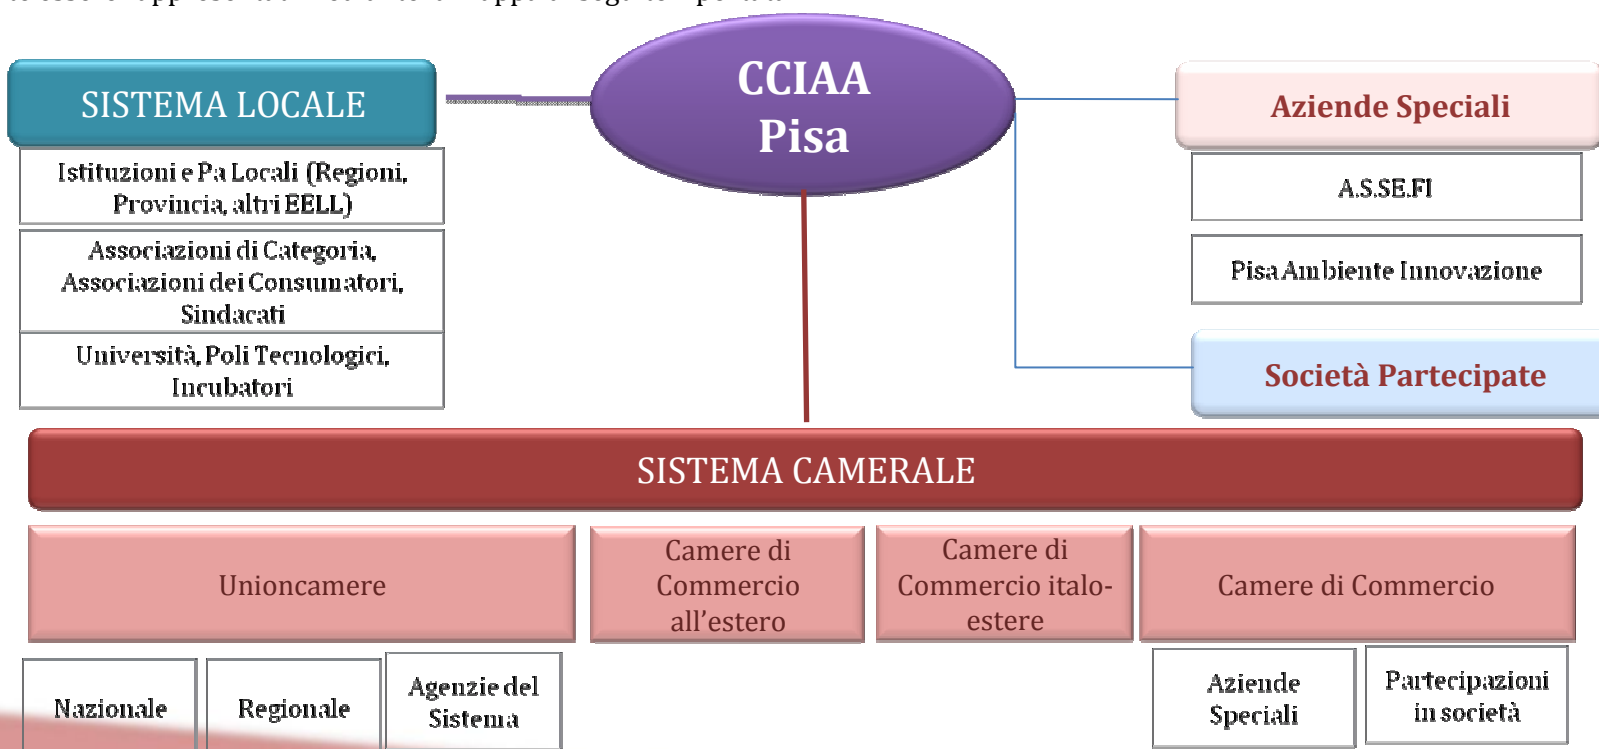 CCIAA
Pisa
SISTEMA LOCALE
Istituzioni e Pa Locali (Regioni,
Provincia, altri EELL)
Associazioni di Categoria,
Associazioni dei Consumatori,
Sindacati
Università, Poli Tecnologici,
Incubatori
Aziende Speciali
A.S.SE.FI
Pisa Ambiente Innovazione
Società Partecipate
SISTEMA CAMERALE
Unioncamere
Camere di
Commercio
all'estero
Camere di
Commercio italo-
estere
Camere di Commercio
Nazionale
Regionale
Agenzie del
Sistema
Aziende
Speciali
Partecipazioni
in società